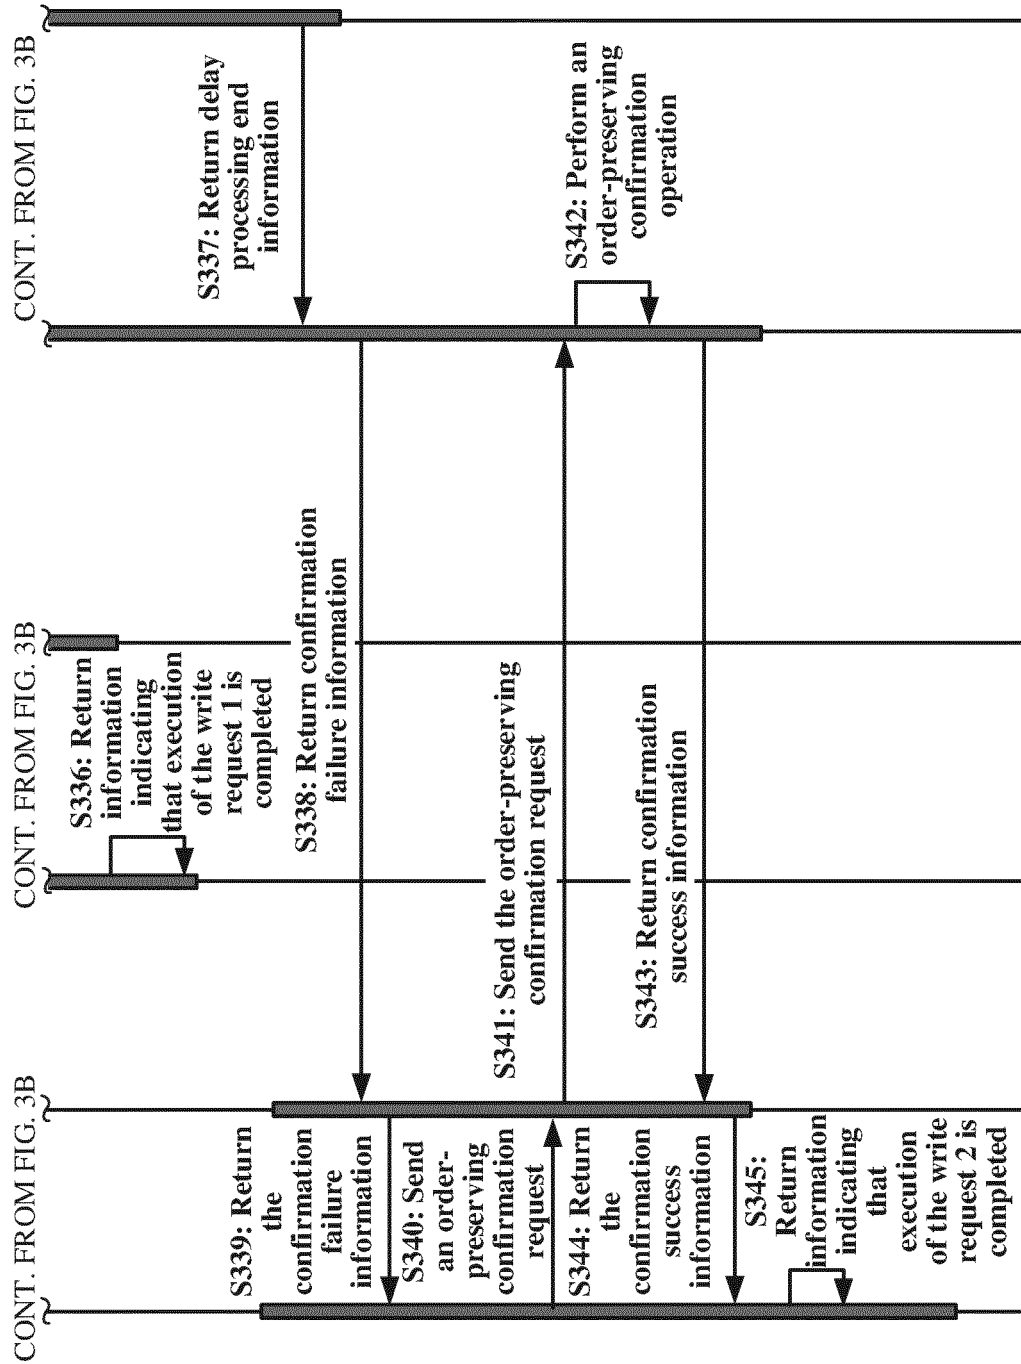 CONT. FROM FIG. 3B
CONT. FROM FIG. 3B
CONT. FROM FIG. 3B
S336: Return
information
indicating
that execution
of the write
request 1 is
completed
S337: Return delay
processing end
information
S338: Return confirmation
failure information
S339: Return
the
confirmation
failure
information
S340: Send
an order-
preserving
confirmation
request
S341: Send the order-preserving
confirmation request
S342: Perform an
order-preserving
confirmation
operation
S343: Return confirmation
success information
S344: Return
the
confirmation
success
information
S345:
Return
information
indicating
that
execution
of the write
request 2 is
completed